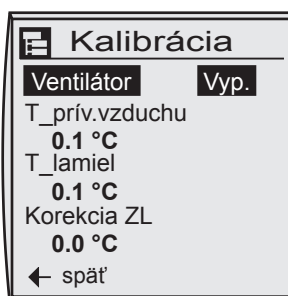 Kalibrácia
Ventilátor Vyp.
T_prív.vzduchu
0.1 °C
T_lamiel
0.1 °C
Korekcia ZL
0.0 °C
← späť